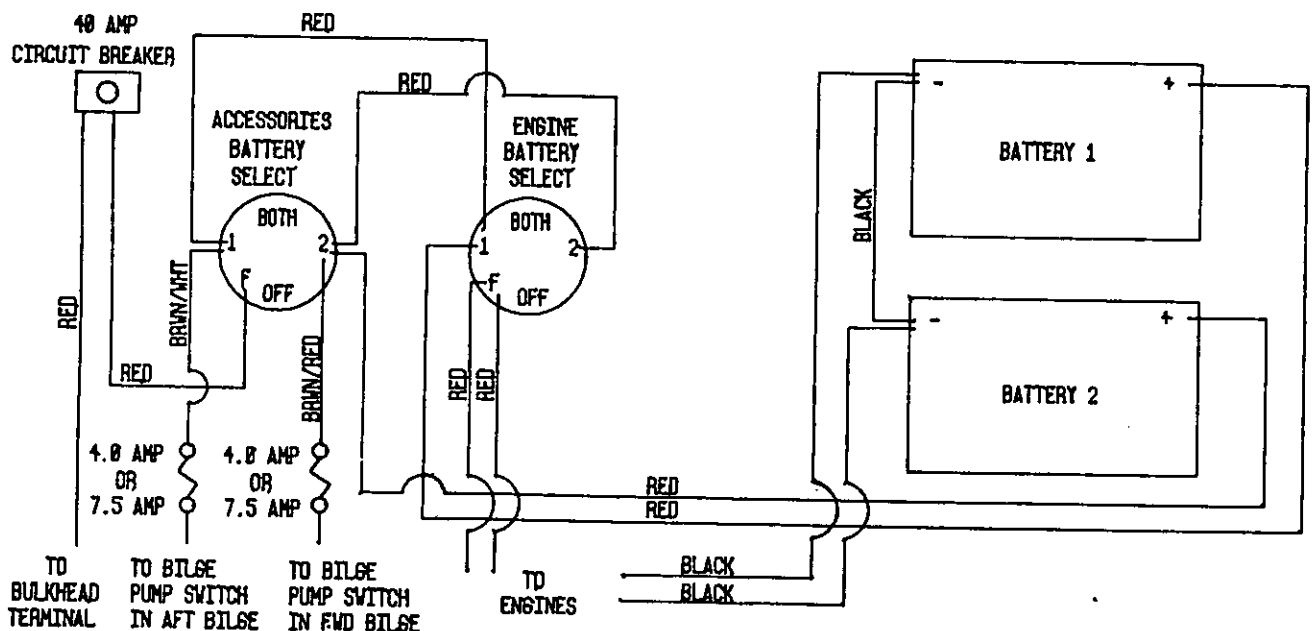 40 AMP
CIRCUIT BREAKER
RED
RED
ACCESSORIES
BATTERY
SELECT
ENGINE
BATTERY
SELECT
BOTH
1
2
F
OFF
BOTH
1
2
F
OFF
-
+
BATTERY 1
BLACK
-
+
BATTERY 2
RED
BRWN/WHT
RED
BRWN/RED
RED
RED
4.0 AMP
OR
7.5 AMP
4.0 AMP
OR
7.5 AMP
RED
RED
BLACK
BLACK
TO
BULKHEAD
TERMINAL
TO BILGE
PUMP SWITCH
IN AFT BILGE
TO BILGE
PUMP SWITCH
IN FWD BILGE
TO
ENGINES